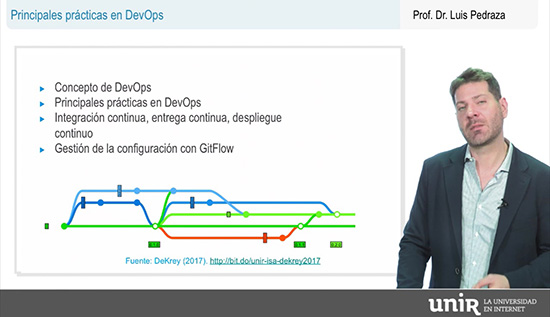 Principales prácticas en DevOps
Prof. Dr. Luis Pedraza
Concepto de DevOps
Principales prácticas en DevOps
Integración continua, entrega continua, despliegue
continuo
Gestión de la configuración con GitFlow
Fuente: DeKrey (2017). http://bit.do/unir-isa-dekrey2017
unir LA UNIVERSIDAD
EN INTERNET